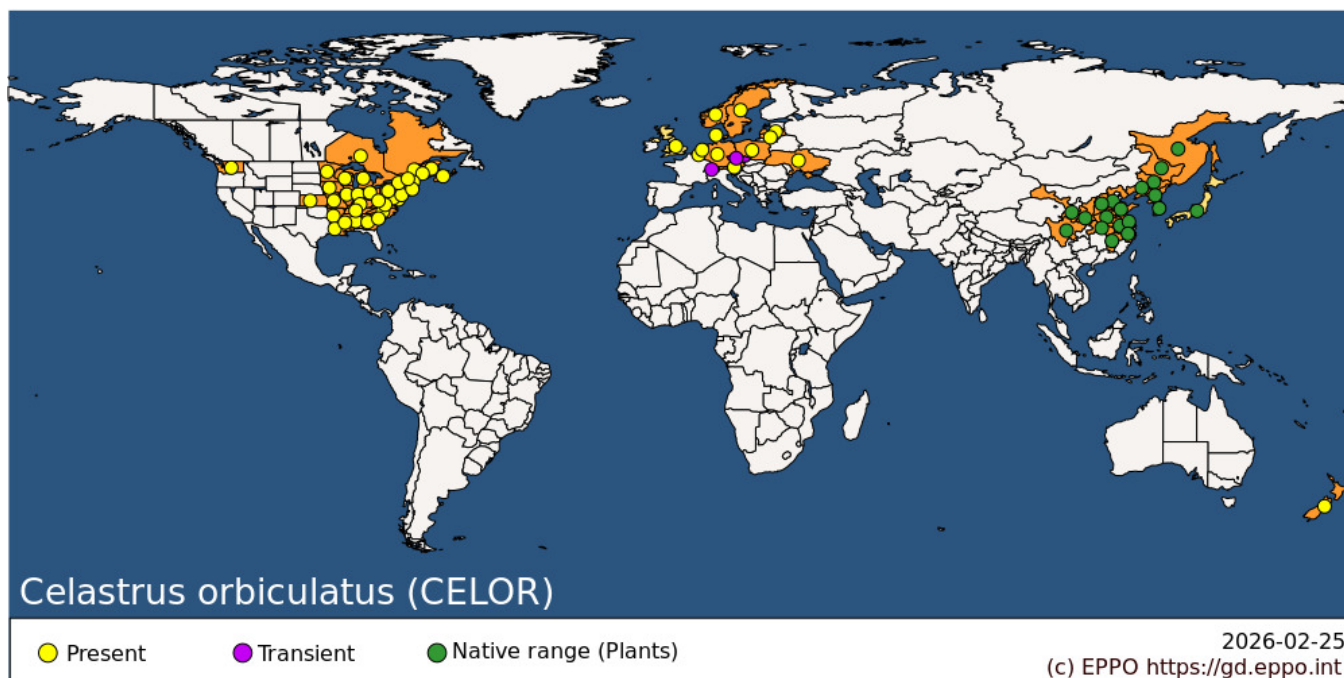 Celastrus orbiculatus (CELOR)
Present
Transient
Native range (Plants)
2026-02-25
(c) EPPO https://gd.eppo.int